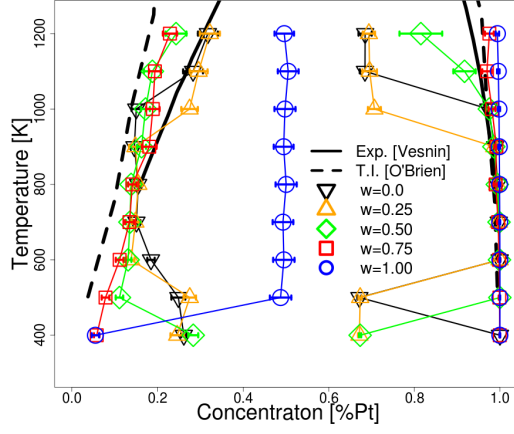 1200
1000
800
600
400
Temperature [K]
Exp. [Vesnin]
T.I. [O'Brien]
w=0.0
w=0.25
w=0.50
w=0.75
w=1.00
0.0
0.2
0.4
0.6
0.8
1.0
Concentraton [%Pt]